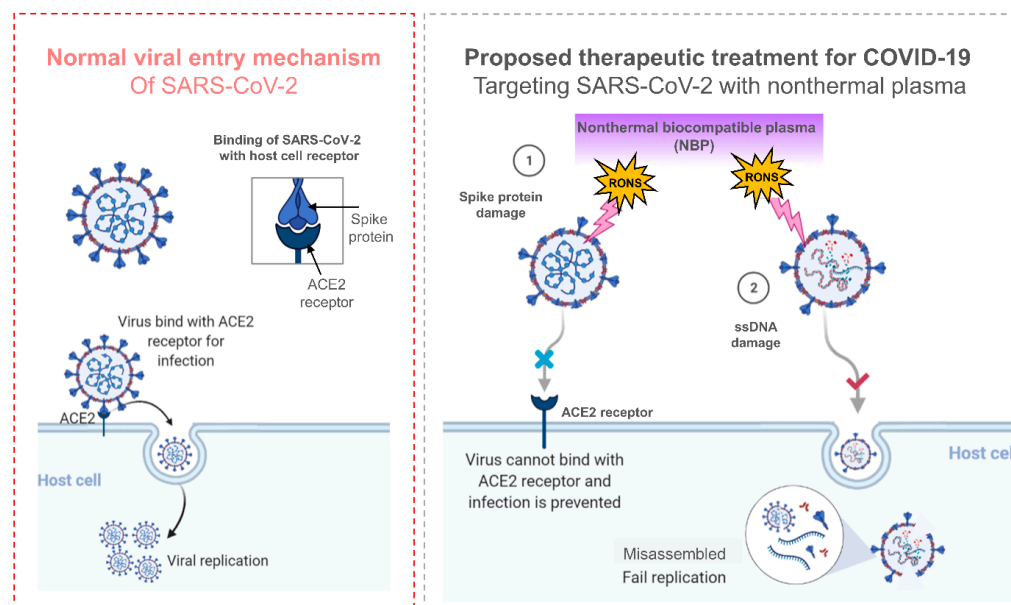 Normal viral entry mechanism
Of SARS-CoV-2
Binding of SARS-CoV-2
with host cell receptor
Spike
protein
ACE2
receptor
Virus bind with ACE2
receptor for
infection
ACE2
Host cell
Viral replication
Proposed therapeutic treatment for COVID-19
Targeting SARS-CoV-2 with nonthermal plasma
Nonthermal biocompatible plasma
(NBP)
1
RONS
RONS
Spike protein
damage
2
ssDNA
damage
ACE2 receptor
Virus cannot bind with
ACE2 receptor and
infection is prevented
Host cel
Misassembled
Fail replication